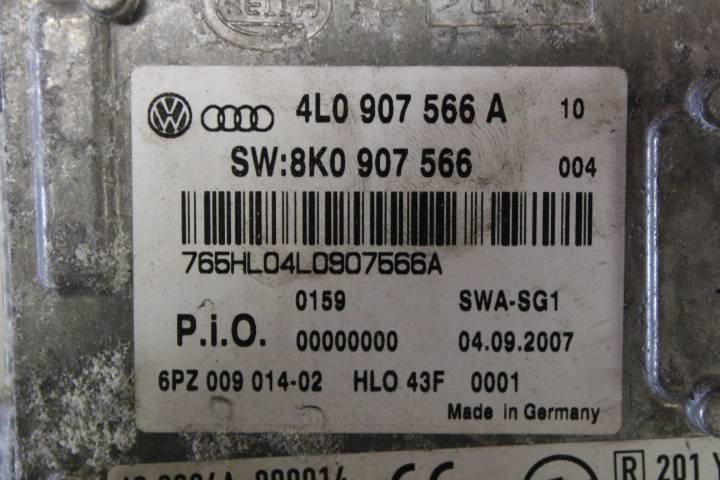 HELLA
4L0 907 566 A 10
SW:8K0 907 566 004
765HL04L0907566A
0159 SWA-SG1
P.i.O. 00000000 04.09.2007
6PZ 009 014-02 HLO 43F 0001
Made in Germany
R 201